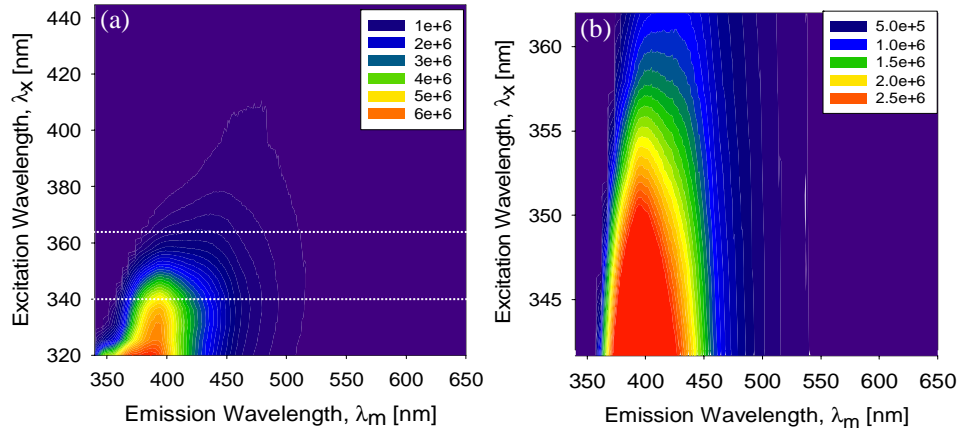 (a)
1e+6
2e+6
3e+6
4e+6
5e+6
6e+6
440
420
400
380
360
340
320
Excitation Wavelength, λx [nm]
350 400 450 500 550 600 650
Emission Wavelength, λm [nm]
(b)
5.0e+5
1.0e+6
1.5e+6
2.0e+6
2.5e+6
360
355
350
345
Excitation Wavelength, λx [nm]
350 400 450 500 550 600 650
Emission Wavelength, λm [nm]